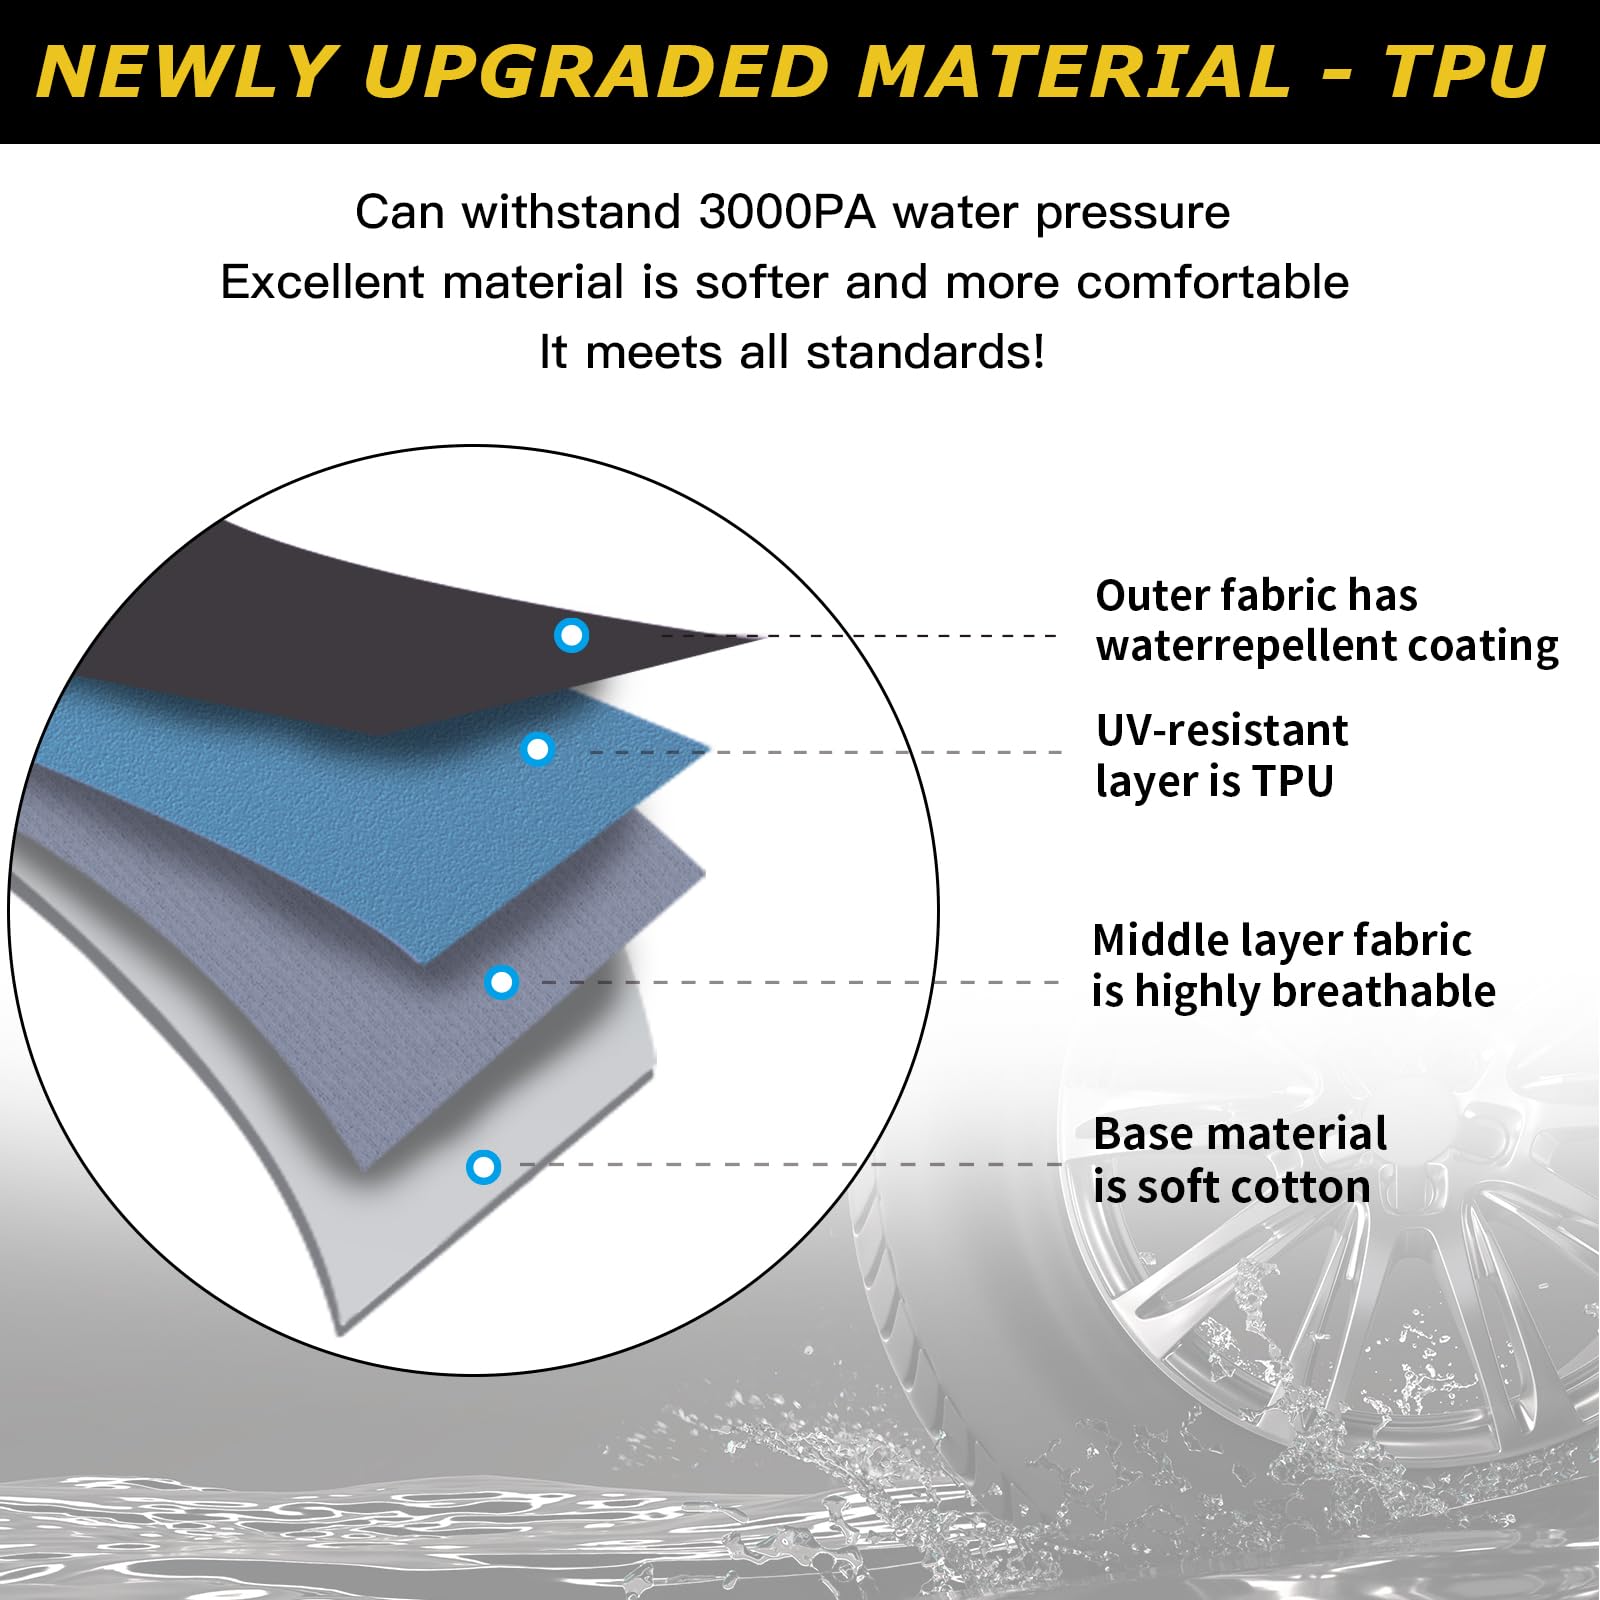 NEWLY UPGRADED MATERIAL - TPU
Can withstand 3000PA water pressure
Excellent material is softer and more comfortable
It meets all standards!
Outer fabric has
waterrepellent coating
UV-resistant
layer is TPU
Middle layer fabric
is highly breathable
Base material
is soft cotton